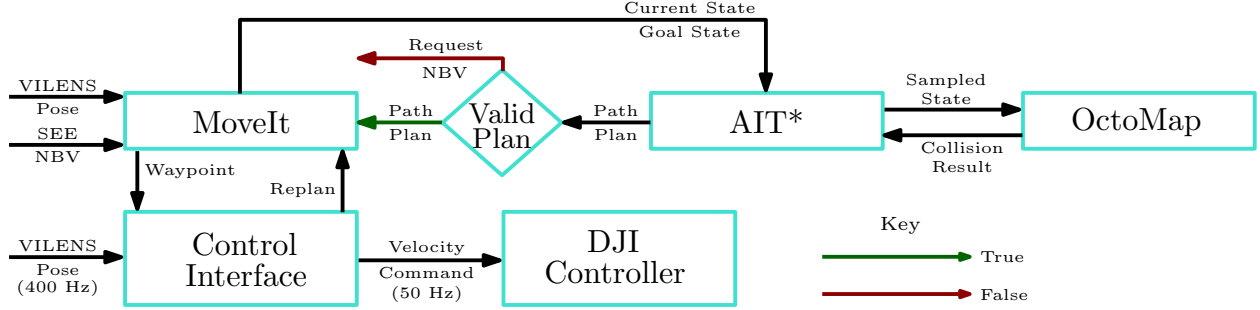 Current State
Goal State
Request
NBV
VILENS
Pose
SEE
NBV
MoveIt
Path
Plan
Valid
Plan
Path
Plan
AIT*
Sampled
State
Collision
Result
OctoMap
Waypoint
Replan
VILENS
Pose
(400 Hz)
Control
Interface
Velocity
Command
(50 Hz)
DJI
Controller
Key
True
False